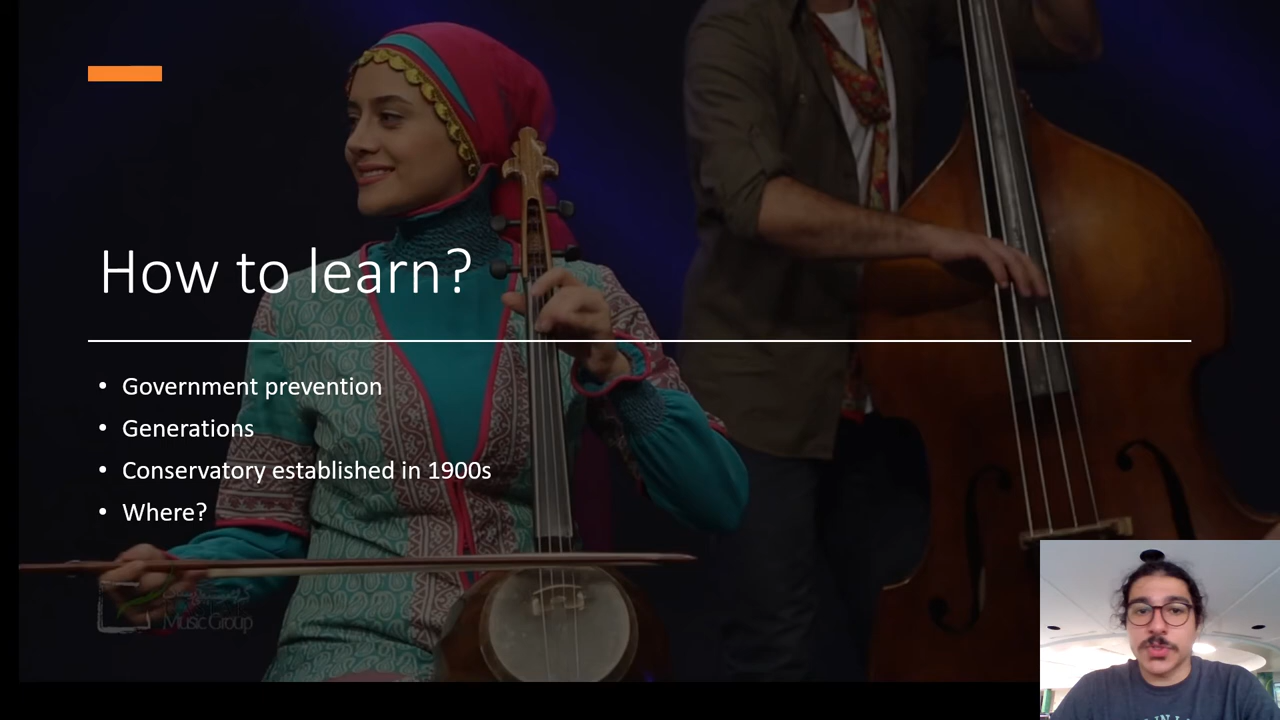 How to learn?
• Government prevention
• Generations
• Conservatory established in 1900s
• Where?
Music Group